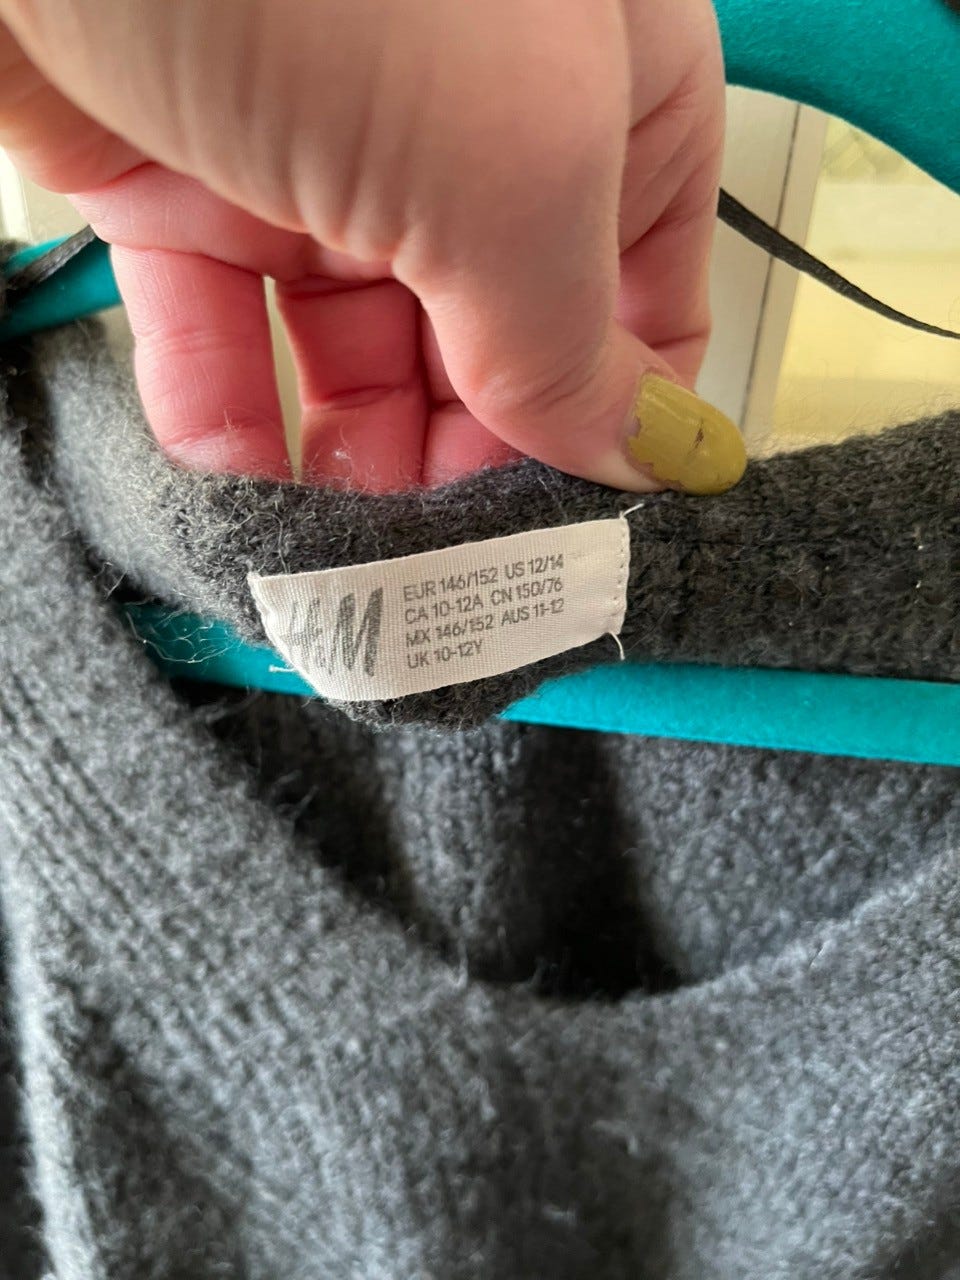 H&M
EUR 146/152 US 12/14
CA 10-12A CN 150/76
MX 146/152 AUS 11-12
UK 10-12Y